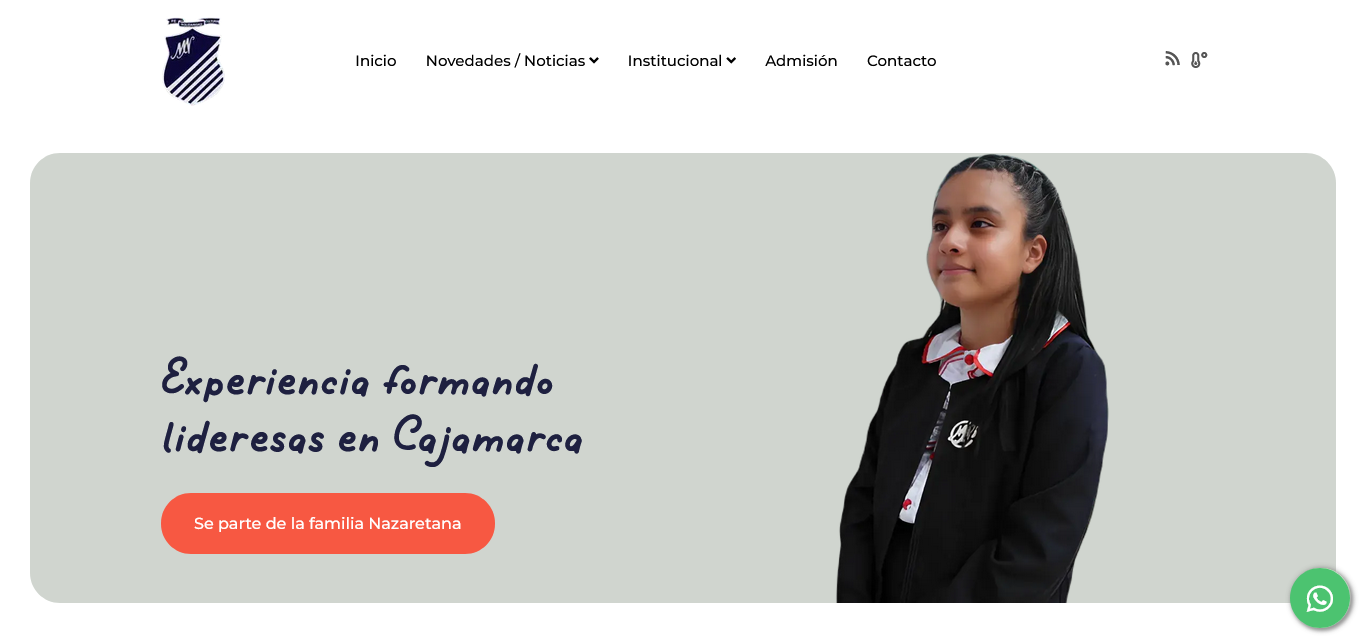 Inicio
Novedades / Noticias
Institucional
Admisión
Contacto
Experiencia formando
lideresas en Cajamarca
Se parte de la familia Nazaretana